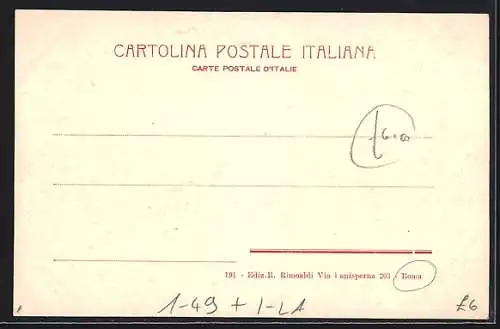 CARTOLINA POSTALE ITALIANA
CARTE POSTALE D'ITALIE
£6.00
191 - Ediz. R. Rimoaldi Via Panisperna 203 - Roma
1-49 + 1-LA
£6